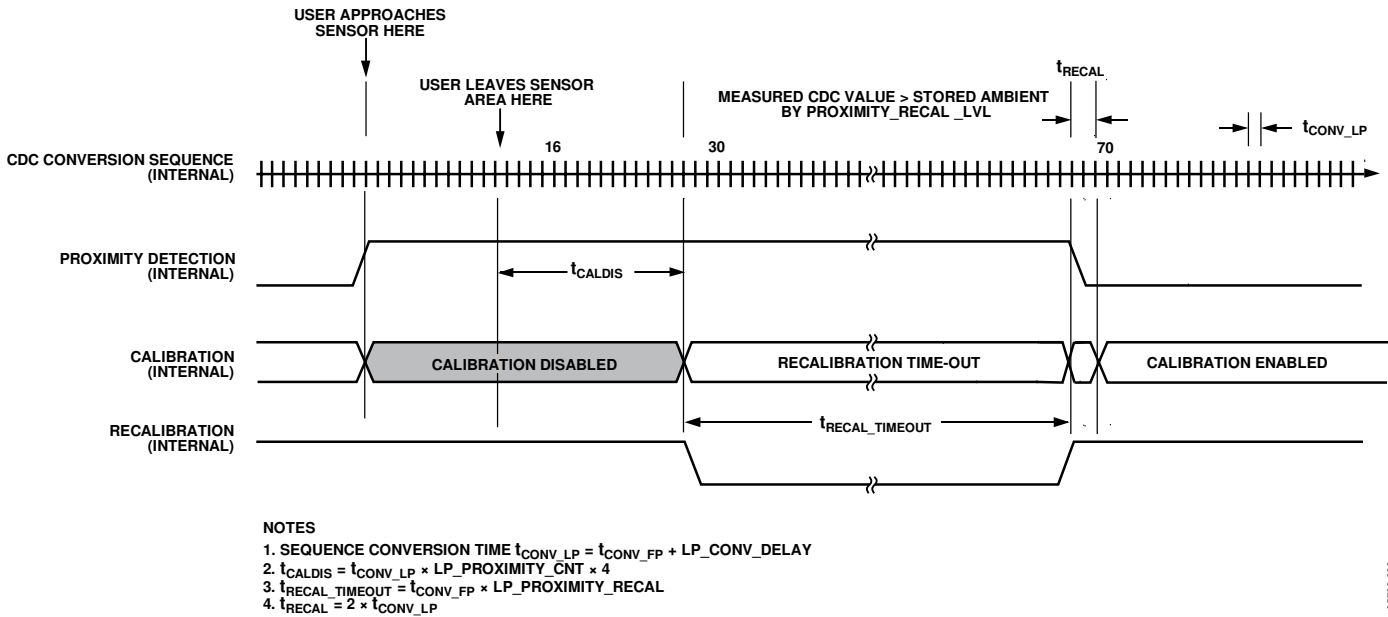 USER APPROACHES
SENSOR HERE
USER LEAVES SENSOR
AREA HERE
MEASURED CDC VALUE > STORED AMBIENT
BY PROXIMITY_RECAL _LVL
tRECAL
tCONV_LP
CDC CONVERSION SEQUENCE
(INTERNAL)
16
30
70
PROXIMITY DETECTION
(INTERNAL)
tCALDIS
CALIBRATION
(INTERNAL)
CALIBRATION DISABLED
RECALIBRATION TIME-OUT
CALIBRATION ENABLED
RECALIBRATION
(INTERNAL)
tRECAL_TIMEOUT
NOTES
1. SEQUENCE CONVERSION TIME tCONV_LP = tCONV_FP + LP_CONV_DELAY
2. tCALDIS = tCONV_LP × LP_PROXIMITY_CNT × 4
3. tRECAL_TIMEOUT = tCONV_FP × LP_PROXIMITY_RECAL
4. tRECAL = 2 × tCONV_LP